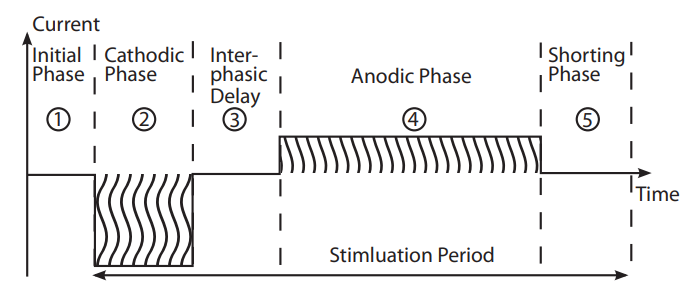 Current
Initial
Phase
①
Cathodic
Phase
②
Inter-
phasic
Delay
③
Anodic Phase
④
Shorting
Phase
⑤
Time
Stimluation Period